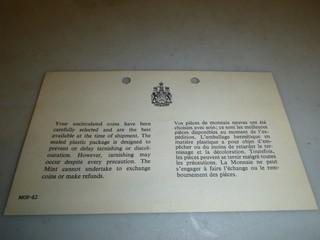 Your uncirculated coins have been
carefully selected and are the best
available at the time of shipment. The
sealed plastic package is designed to
prevent or delay tarnishing or discol-
ouration. However, tarnishing may
occur despite every precaution. The
Mint cannot undertake to exchange
coins or make refunds.
Vos pièces de monnaie neuves ont été
choisies avec soin; ce sont les meilleures
pièces disponibles au moment de l'ex-
pédition. L'emballage hermétique en
matière plastique a pour objet d'em-
pêcher ou du moins de retarder le ter-
nissage et la décoloration. Toutefois,
les pièces peuvent se ternir malgré toutes
les précautions. La Monnaie ne peut
s'engager à faire l'échange ou le rem-
boursement des pièces.